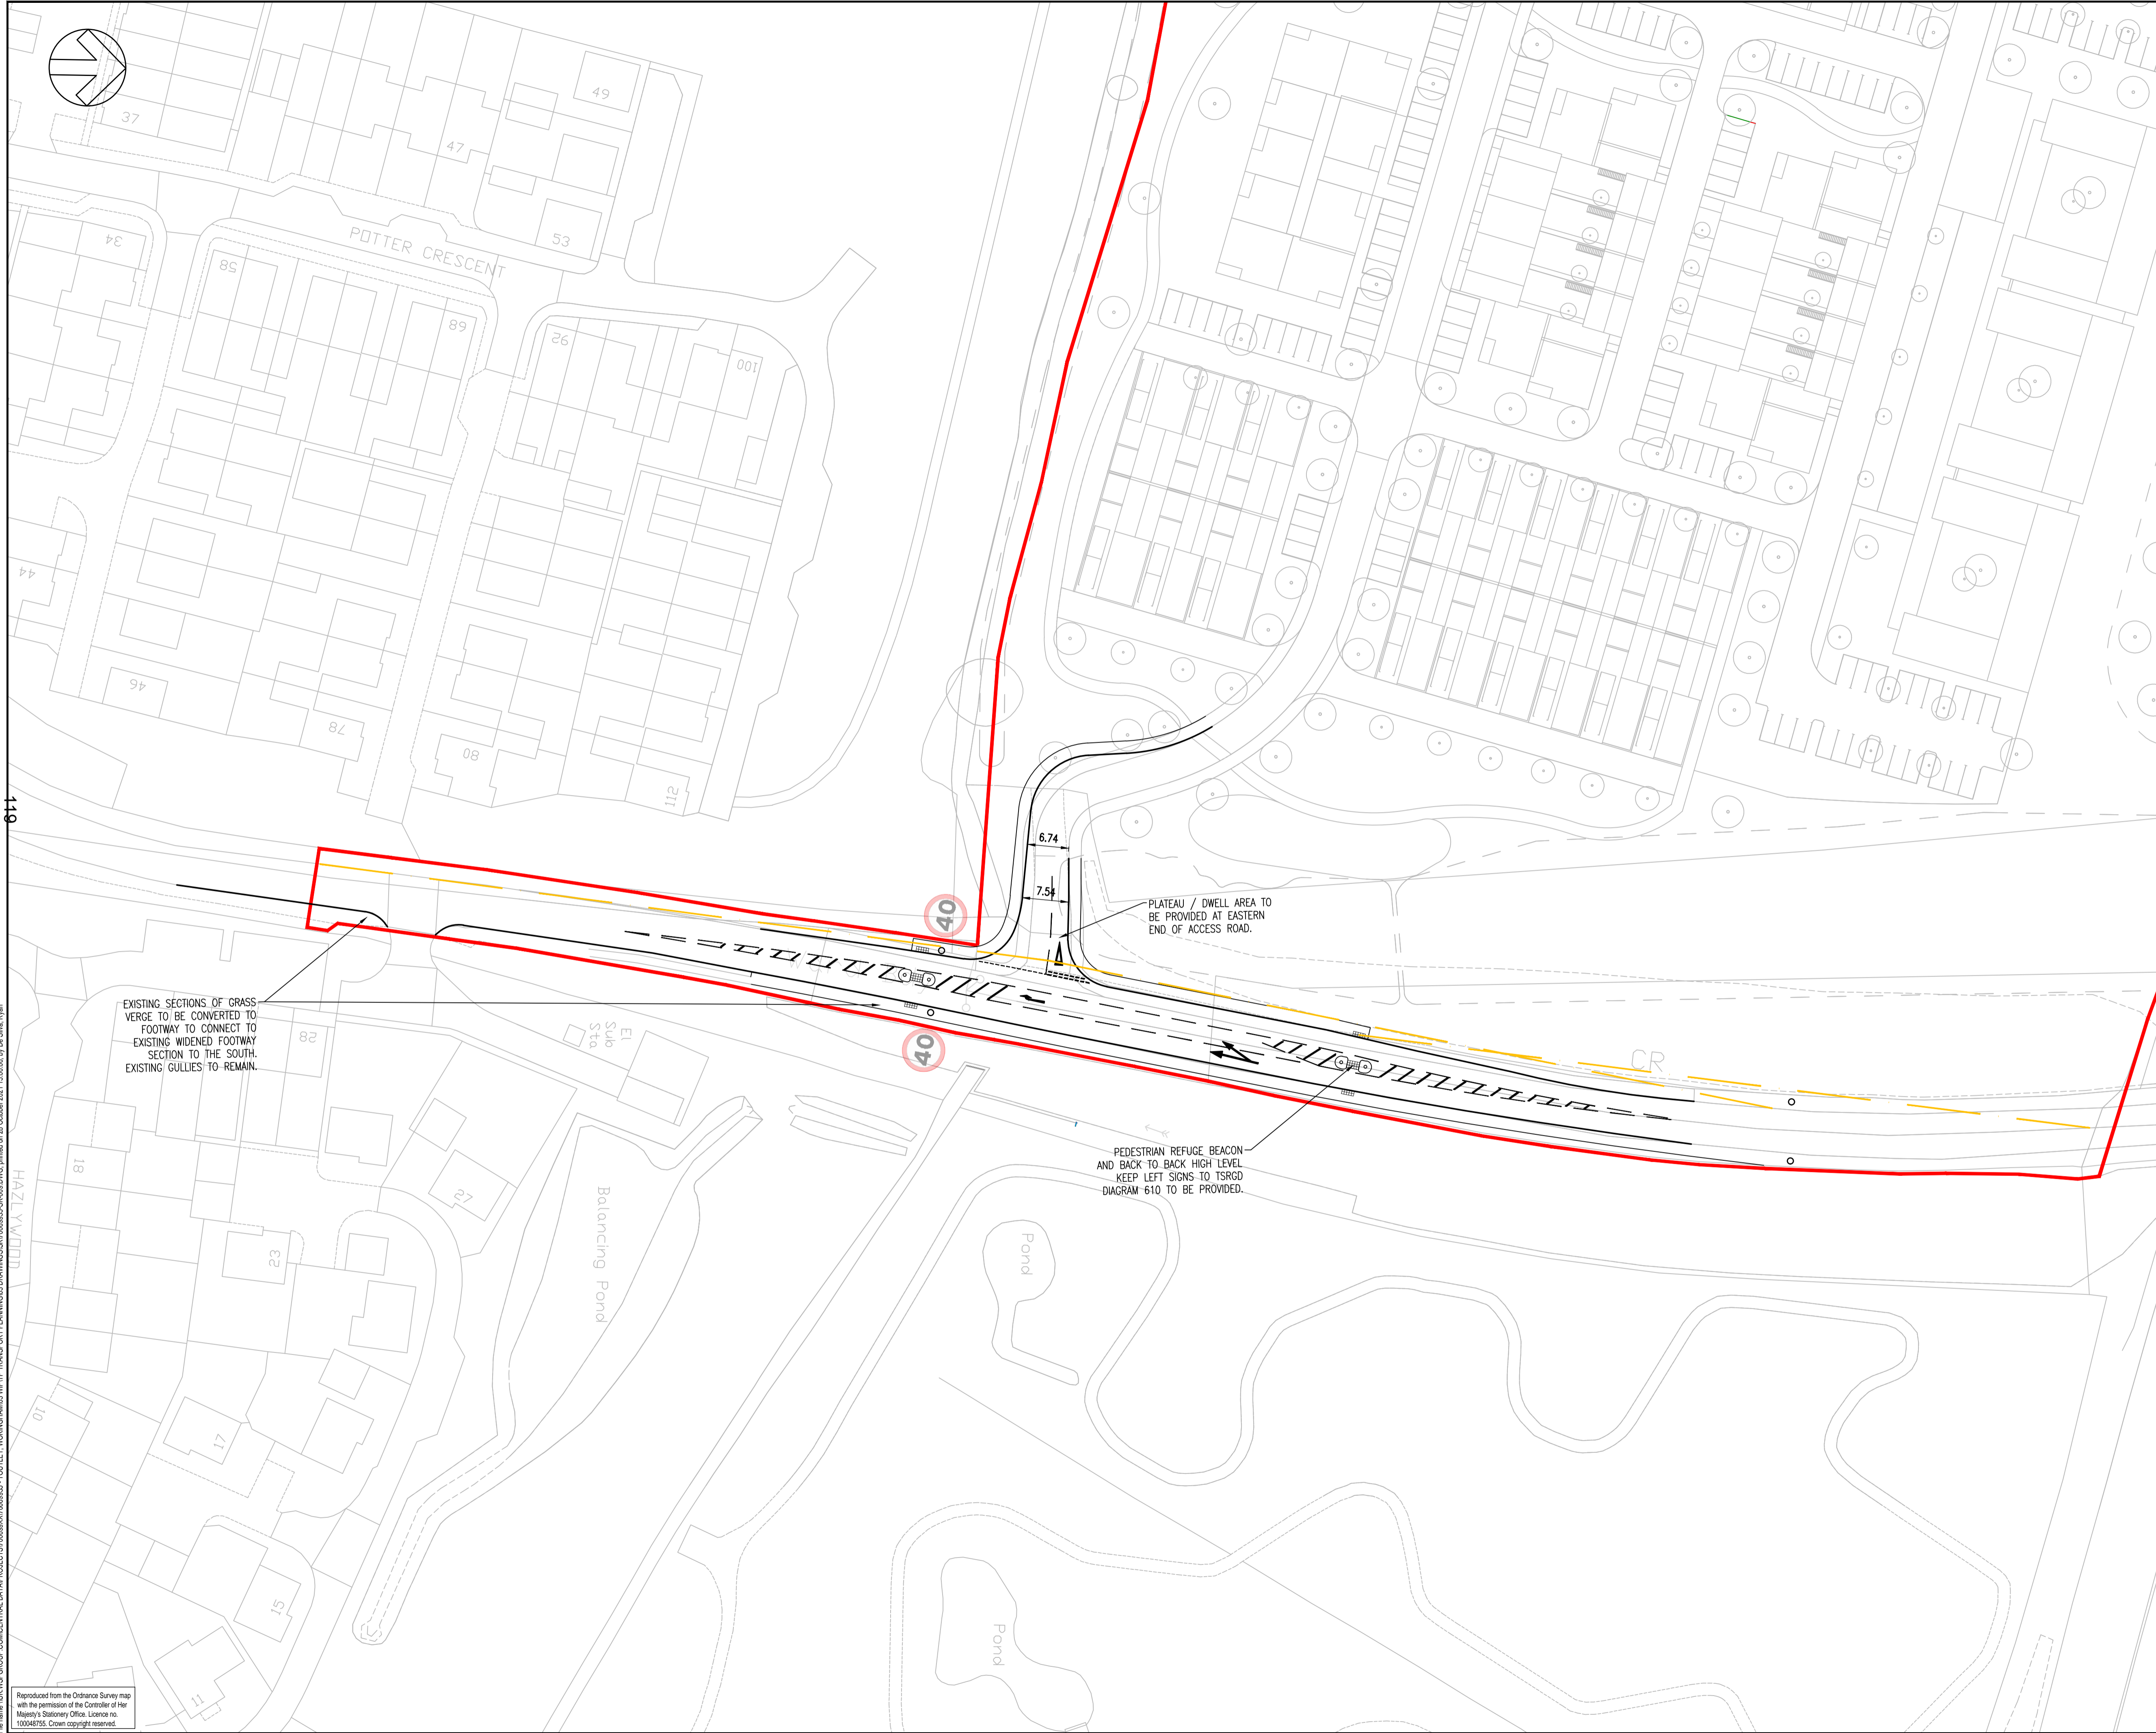 37
49
47
53
34
POTTER CRESCENT
58
68
92
100
44
46
78
80
112
119
6.74
7.54
40
PLATEAU / DWELL AREA TO
BE PROVIDED AT EASTERN
END OF ACCESS ROAD.
EXISTING SECTIONS OF GRASS
VERGE TO BE CONVERTED TO
FOOTWAY TO CONNECT TO
EXISTING WIDENED FOOTWAY
SECTION TO THE SOUTH.
EXISTING GULLIES TO REMAIN.
28
El
Sub
Sta
40
CR
PEDESTRIAN REFUGE BEACON
AND BACK TO BACK HIGH LEVEL
KEEP LEFT SIGNS TO TSRGD
DIAGRAM 610 TO BE PROVIDED.
18
27
HAZLYWOOD
23
Balancing Pond
Pond
10
17
15
11
Pond
Reproduced from the Ordnance Survey map
with the permission of the Controller of Her
Majesty's Stationery Office. Licence no.
100048755. Crown copyright reserved.